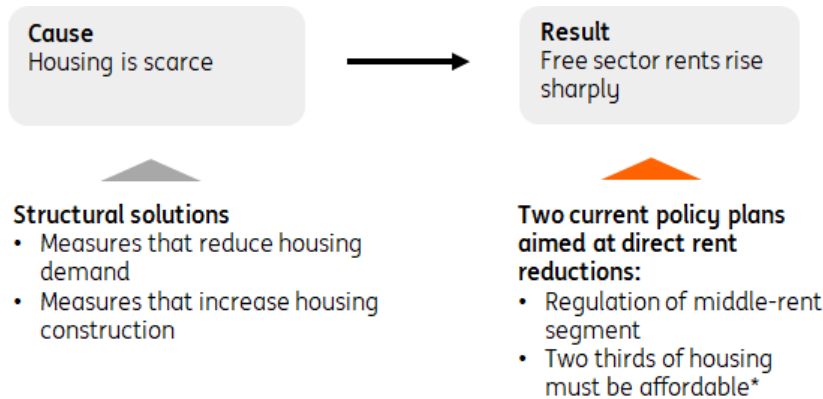 Cause
Housing is scarce
Result
Free sector rents rise
sharply
Structural solutions
• Measures that reduce housing
demand
• Measures that increase housing
construction
Two current policy plans
aimed at direct rent
reductions:
• Regulation of middle-rent
segment
• Two thirds of housing
must be affordable*